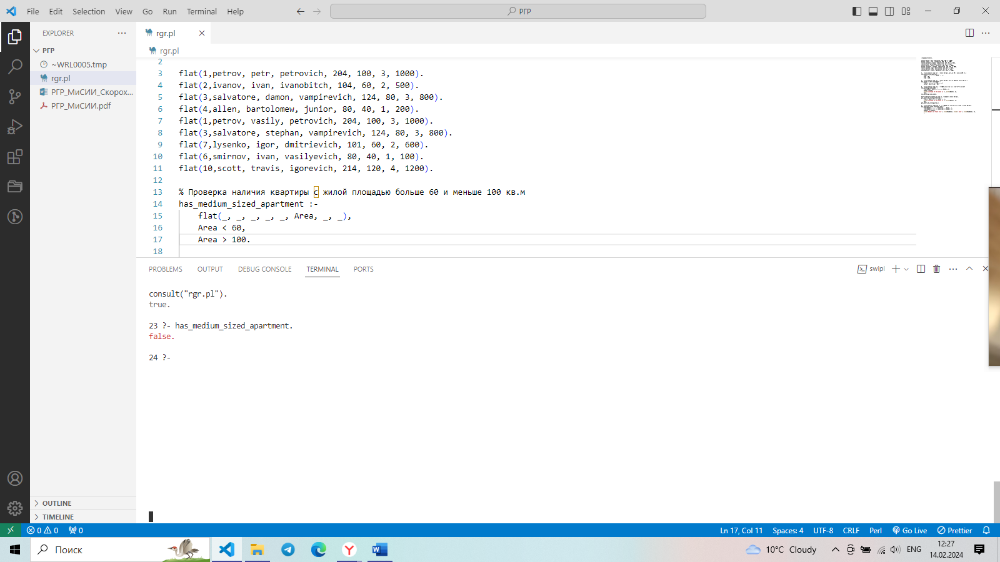 File Edit Selection View Go Run Terminal Help
РГР
EXPLORER
РГР
~WRL0005.tmp
rgr.pl
РГР_МиСИИ_Скорох...
РГР_МиСИИ.pdf
OUTLINE
TIMELINE
rgr.pl
rgr.pl
2
3 flat(1,petrov, petr, petrovich, 204, 100, 3, 1000).
4 flat(2,ivanov, ivan, ivanobitch, 104, 60, 2, 500).
5 flat(3,salvatore, damon, vampirevich, 124, 80, 3, 800).
6 flat(4,allen, bartolomew, junior, 80, 40, 1, 200).
7 flat(1,petrov, vasily, petrovich, 204, 100, 3, 1000).
8 flat(3,salvatore, stephan, vampirevich, 124, 80, 3, 800).
9 flat(7,lysenko, igor, dmitrievich, 101, 60, 2, 600).
10 flat(6,smirnov, ivan, vasilyevich, 80, 40, 1, 100).
11 flat(10,scott, travis, igorevich, 214, 120, 4, 1200).
12
13 % Проверка наличия квартиры с жилой площадью больше 60 и меньше 100 кв.м
14 has_medium_sized_apartment :-
15 flat(_, _, _, _, _, Area, _, _),
16 Area < 60,
17 Area > 100.
18
PROBLEMS OUTPUT DEBUG CONSOLE TERMINAL PORTS
swipl
consult("rgr.pl").
true.
23 ?- has_medium_sized_apartment.
false.
24 ?-
0 0 0
Ln 17, Col 11 Spaces: 4 UTF-8 CRLF Perl Go Live Prettier
Поиск
10°C Cloudy
ENG
12:27
14.02.2024